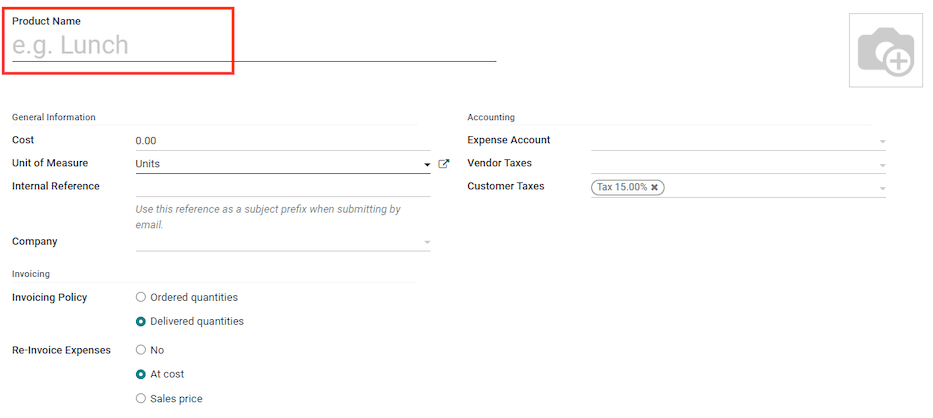 Product Name
e.g. Lunch
General Information
Cost 0.00
Unit of Measure Units
Internal Reference
Use this reference as a subject prefix when submitting by
email.
Company
Accounting
Expense Account
Vendor Taxes
Customer Taxes Tax 15.00% ✖
Invoicing
Invoicing Policy Ordered quantities
Delivered quantities
Re-Invoice Expenses No
At cost
Sales price